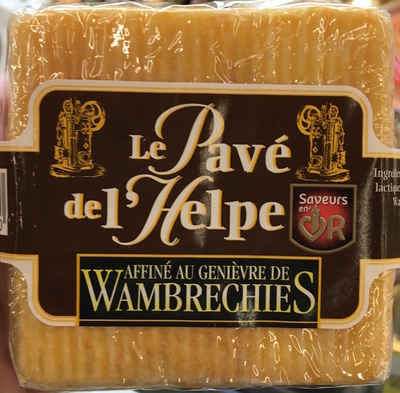 Le Pavé
de l'Helpe
Saveurs
en OR
AFFINÉ AU GENIÈVRE DE
WAMBRECHIES